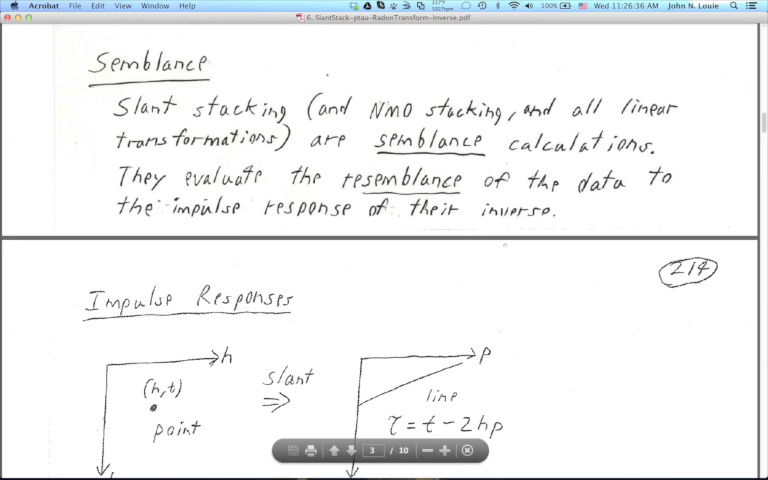 Acrobat File Edit View Window Help
100% Wed 11:26:36 AM John N. Louie
6. SlantStack-ptau-RadonTransform-Inverse.pdf
Semblance
Slant stacking (and NMO stacking, and all linear
transformations) are semblance calculations.
They evaluate the resemblance of the data to
the impulse response of their inverse.
214
Impulse Responses
h
(h,t)
point
slant
⇒
p
line
τ = t - 2hp
3 / 10